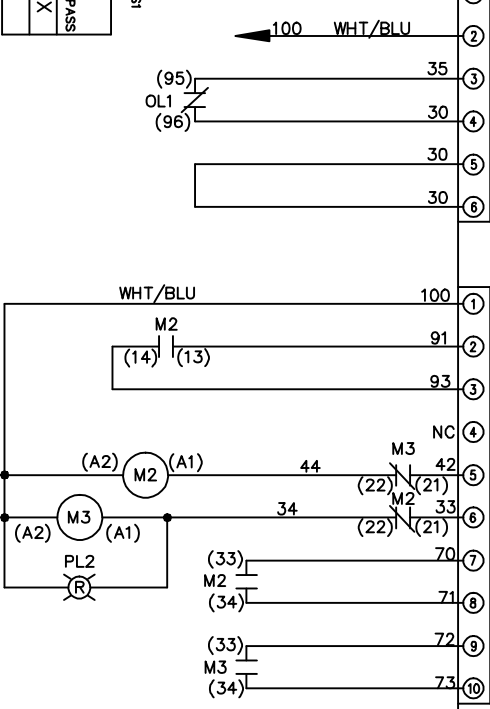 PASS
X
100 WHT/BLU 2
35 3
(95)
OL1
(96)
30 4
30 5
30 6
WHT/BLU 100 1
M2
(14) (13) 91 2
93 3
NC 4
M3
(A2) M2 (A1) 44 (22) (21) 42 5
M2
(A2) M3 (A1) 34 (22) (21) 33 6
PL2
R
(33) 70 7
M2
(34) 71 8
(33) 72 9
M3
(34) 73 10